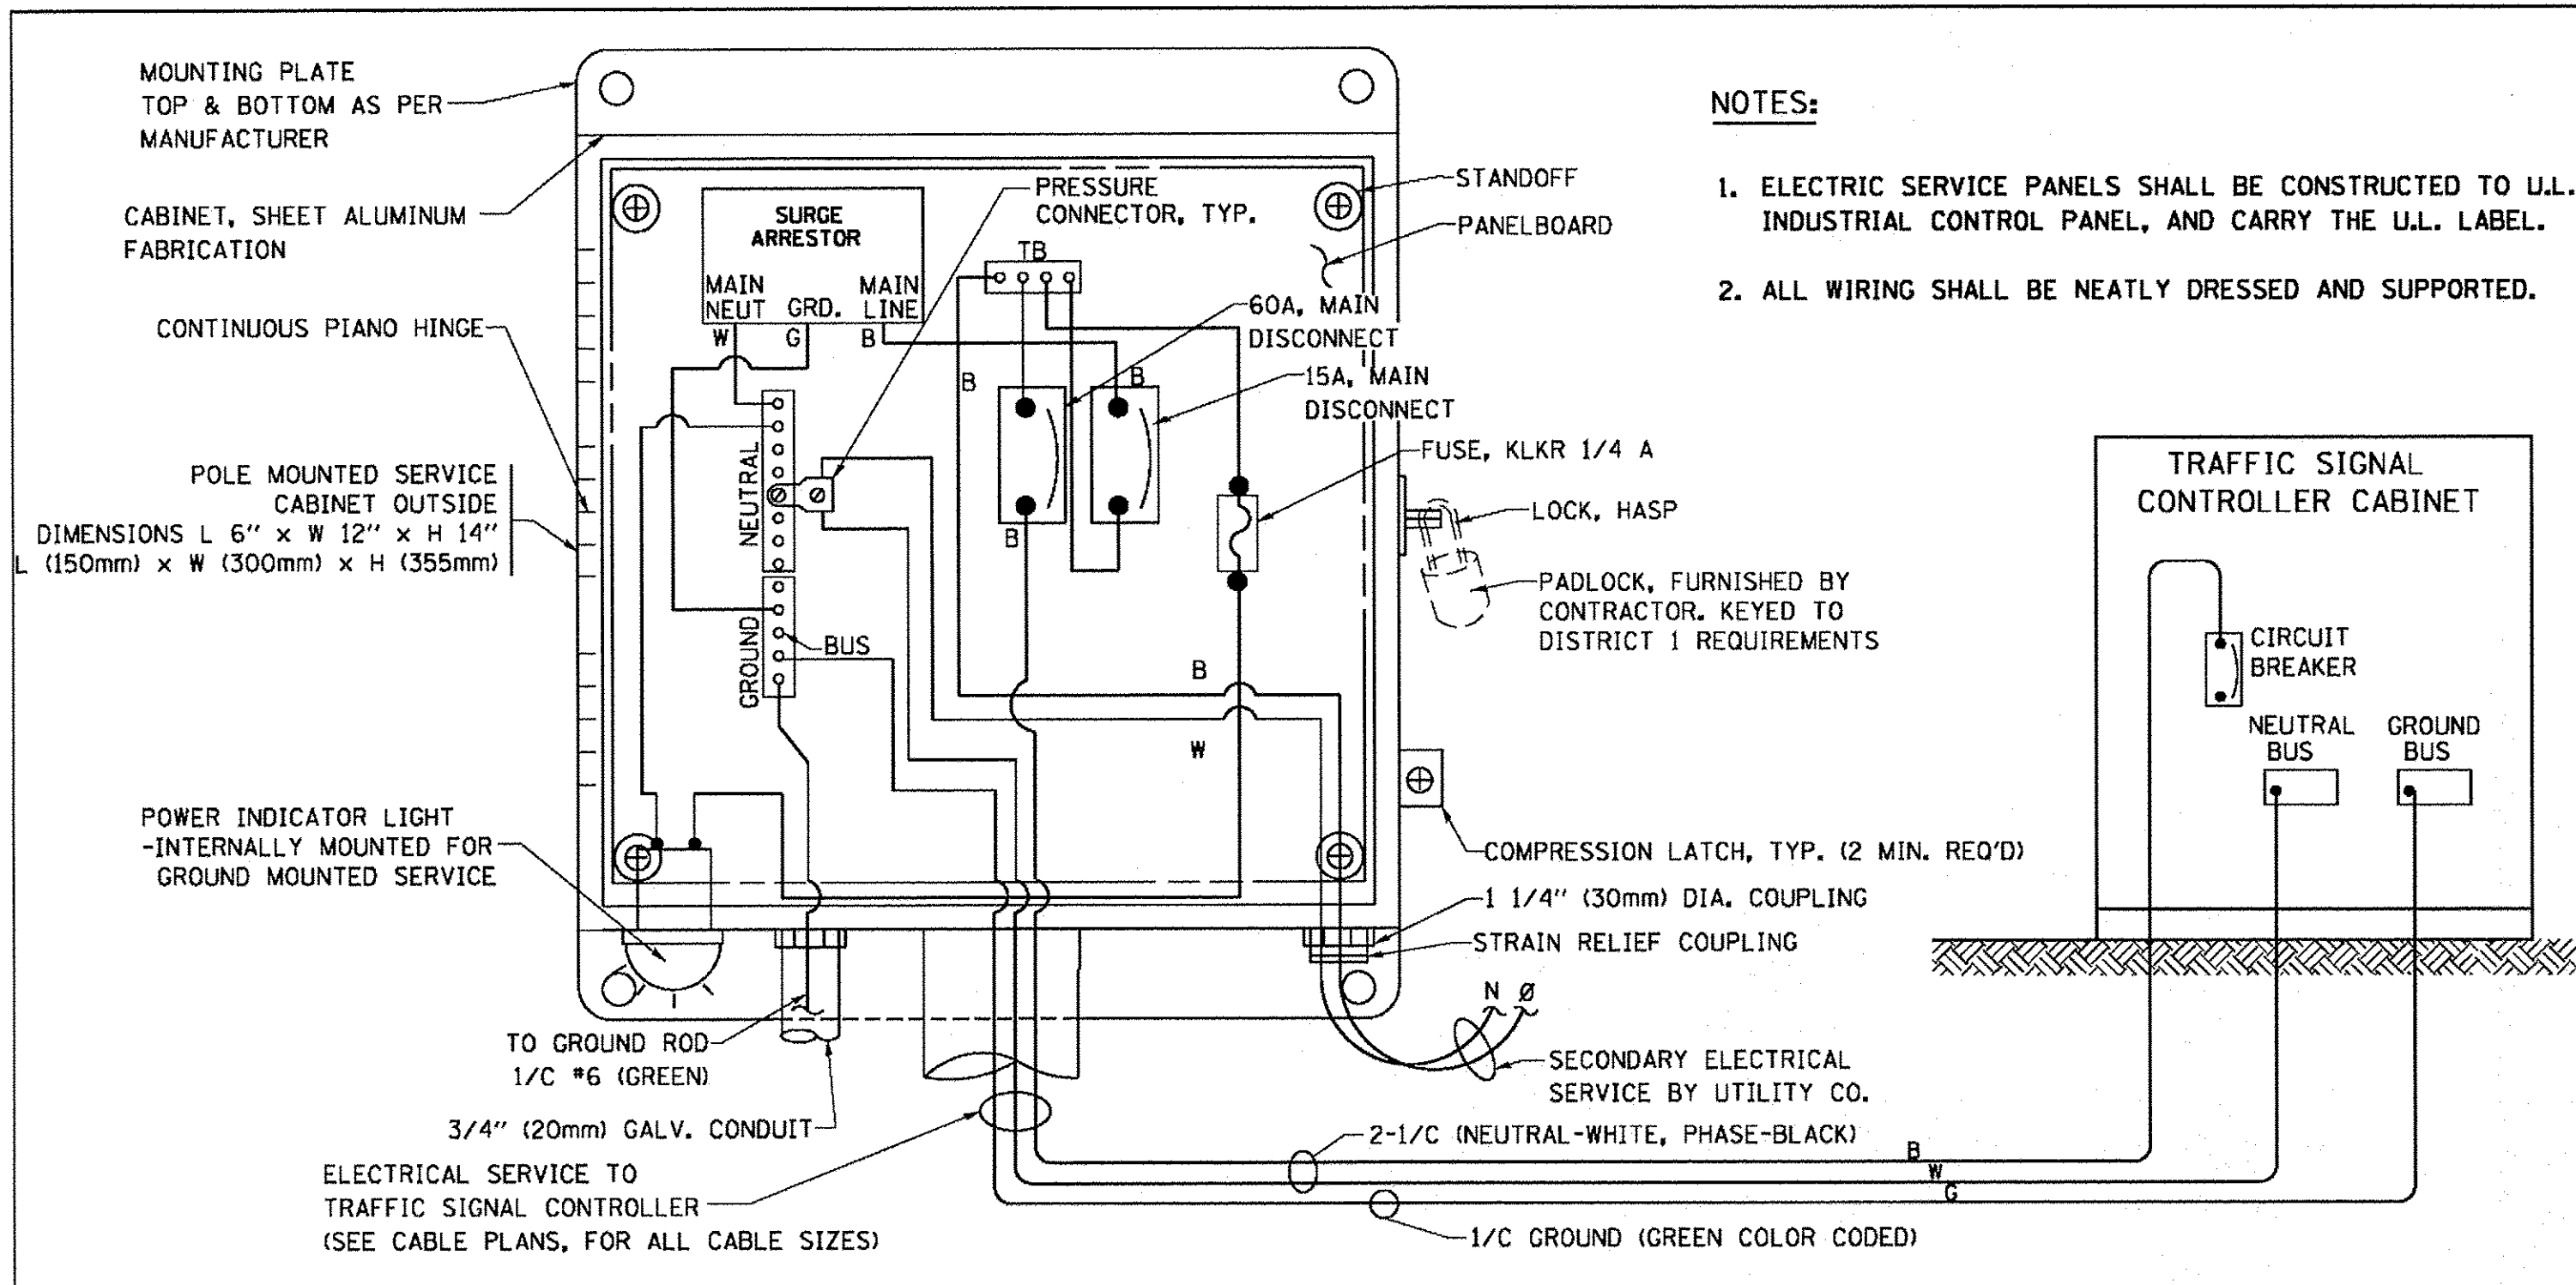 MOUNTING PLATE
TOP & BOTTOM AS PER
MANUFACTURER
CABINET, SHEET ALUMINUM
FABRICATION
CONTINUOUS PIANO HINGE
POLE MOUNTED SERVICE
CABINET OUTSIDE
DIMENSIONS L 6" x W 12" x H 14"
L (150mm) x W (300mm) x H (355mm)
POWER INDICATOR LIGHT
-INTERNALLY MOUNTED FOR
GROUND MOUNTED SERVICE
SURGE
ARRESTOR
MAIN
NEUT
GRD.
MAIN
LINE
W
G
B
PRESSURE
CONNECTOR, TYP.
TB
STANDOFF
PANELBOARD
60A, MAIN
DISCONNECT
15A, MAIN
DISCONNECT
B
B
B
FUSE, KLKR 1/4 A
LOCK, HASP
PADLOCK, FURNISHED BY
CONTRACTOR. KEYED TO
DISTRICT 1 REQUIREMENTS
NEUTRAL
GROUND
BUS
B
W
COMPRESSION LATCH, TYP. (2 MIN. REQ'D)
1 1/4" (30mm) DIA. COUPLING
STRAIN RELIEF COUPLING
N Ø
SECONDARY ELECTRICAL
SERVICE BY UTILITY CO.
TO GROUND ROD
1/C #6 (GREEN)
3/4" (20mm) GALV. CONDUIT
ELECTRICAL SERVICE TO
TRAFFIC SIGNAL CONTROLLER
(SEE CABLE PLANS, FOR ALL CABLE SIZES)
2-1/C (NEUTRAL-WHITE, PHASE-BLACK)
B
W
G
1/C GROUND (GREEN COLOR CODED)
NOTES:
1. ELECTRIC SERVICE PANELS SHALL BE CONSTRUCTED TO U.L.
INDUSTRIAL CONTROL PANEL, AND CARRY THE U.L. LABEL.
2. ALL WIRING SHALL BE NEATLY DRESSED AND SUPPORTED.
TRAFFIC SIGNAL
CONTROLLER CABINET
CIRCUIT
BREAKER
NEUTRAL
BUS
GROUND
BUS